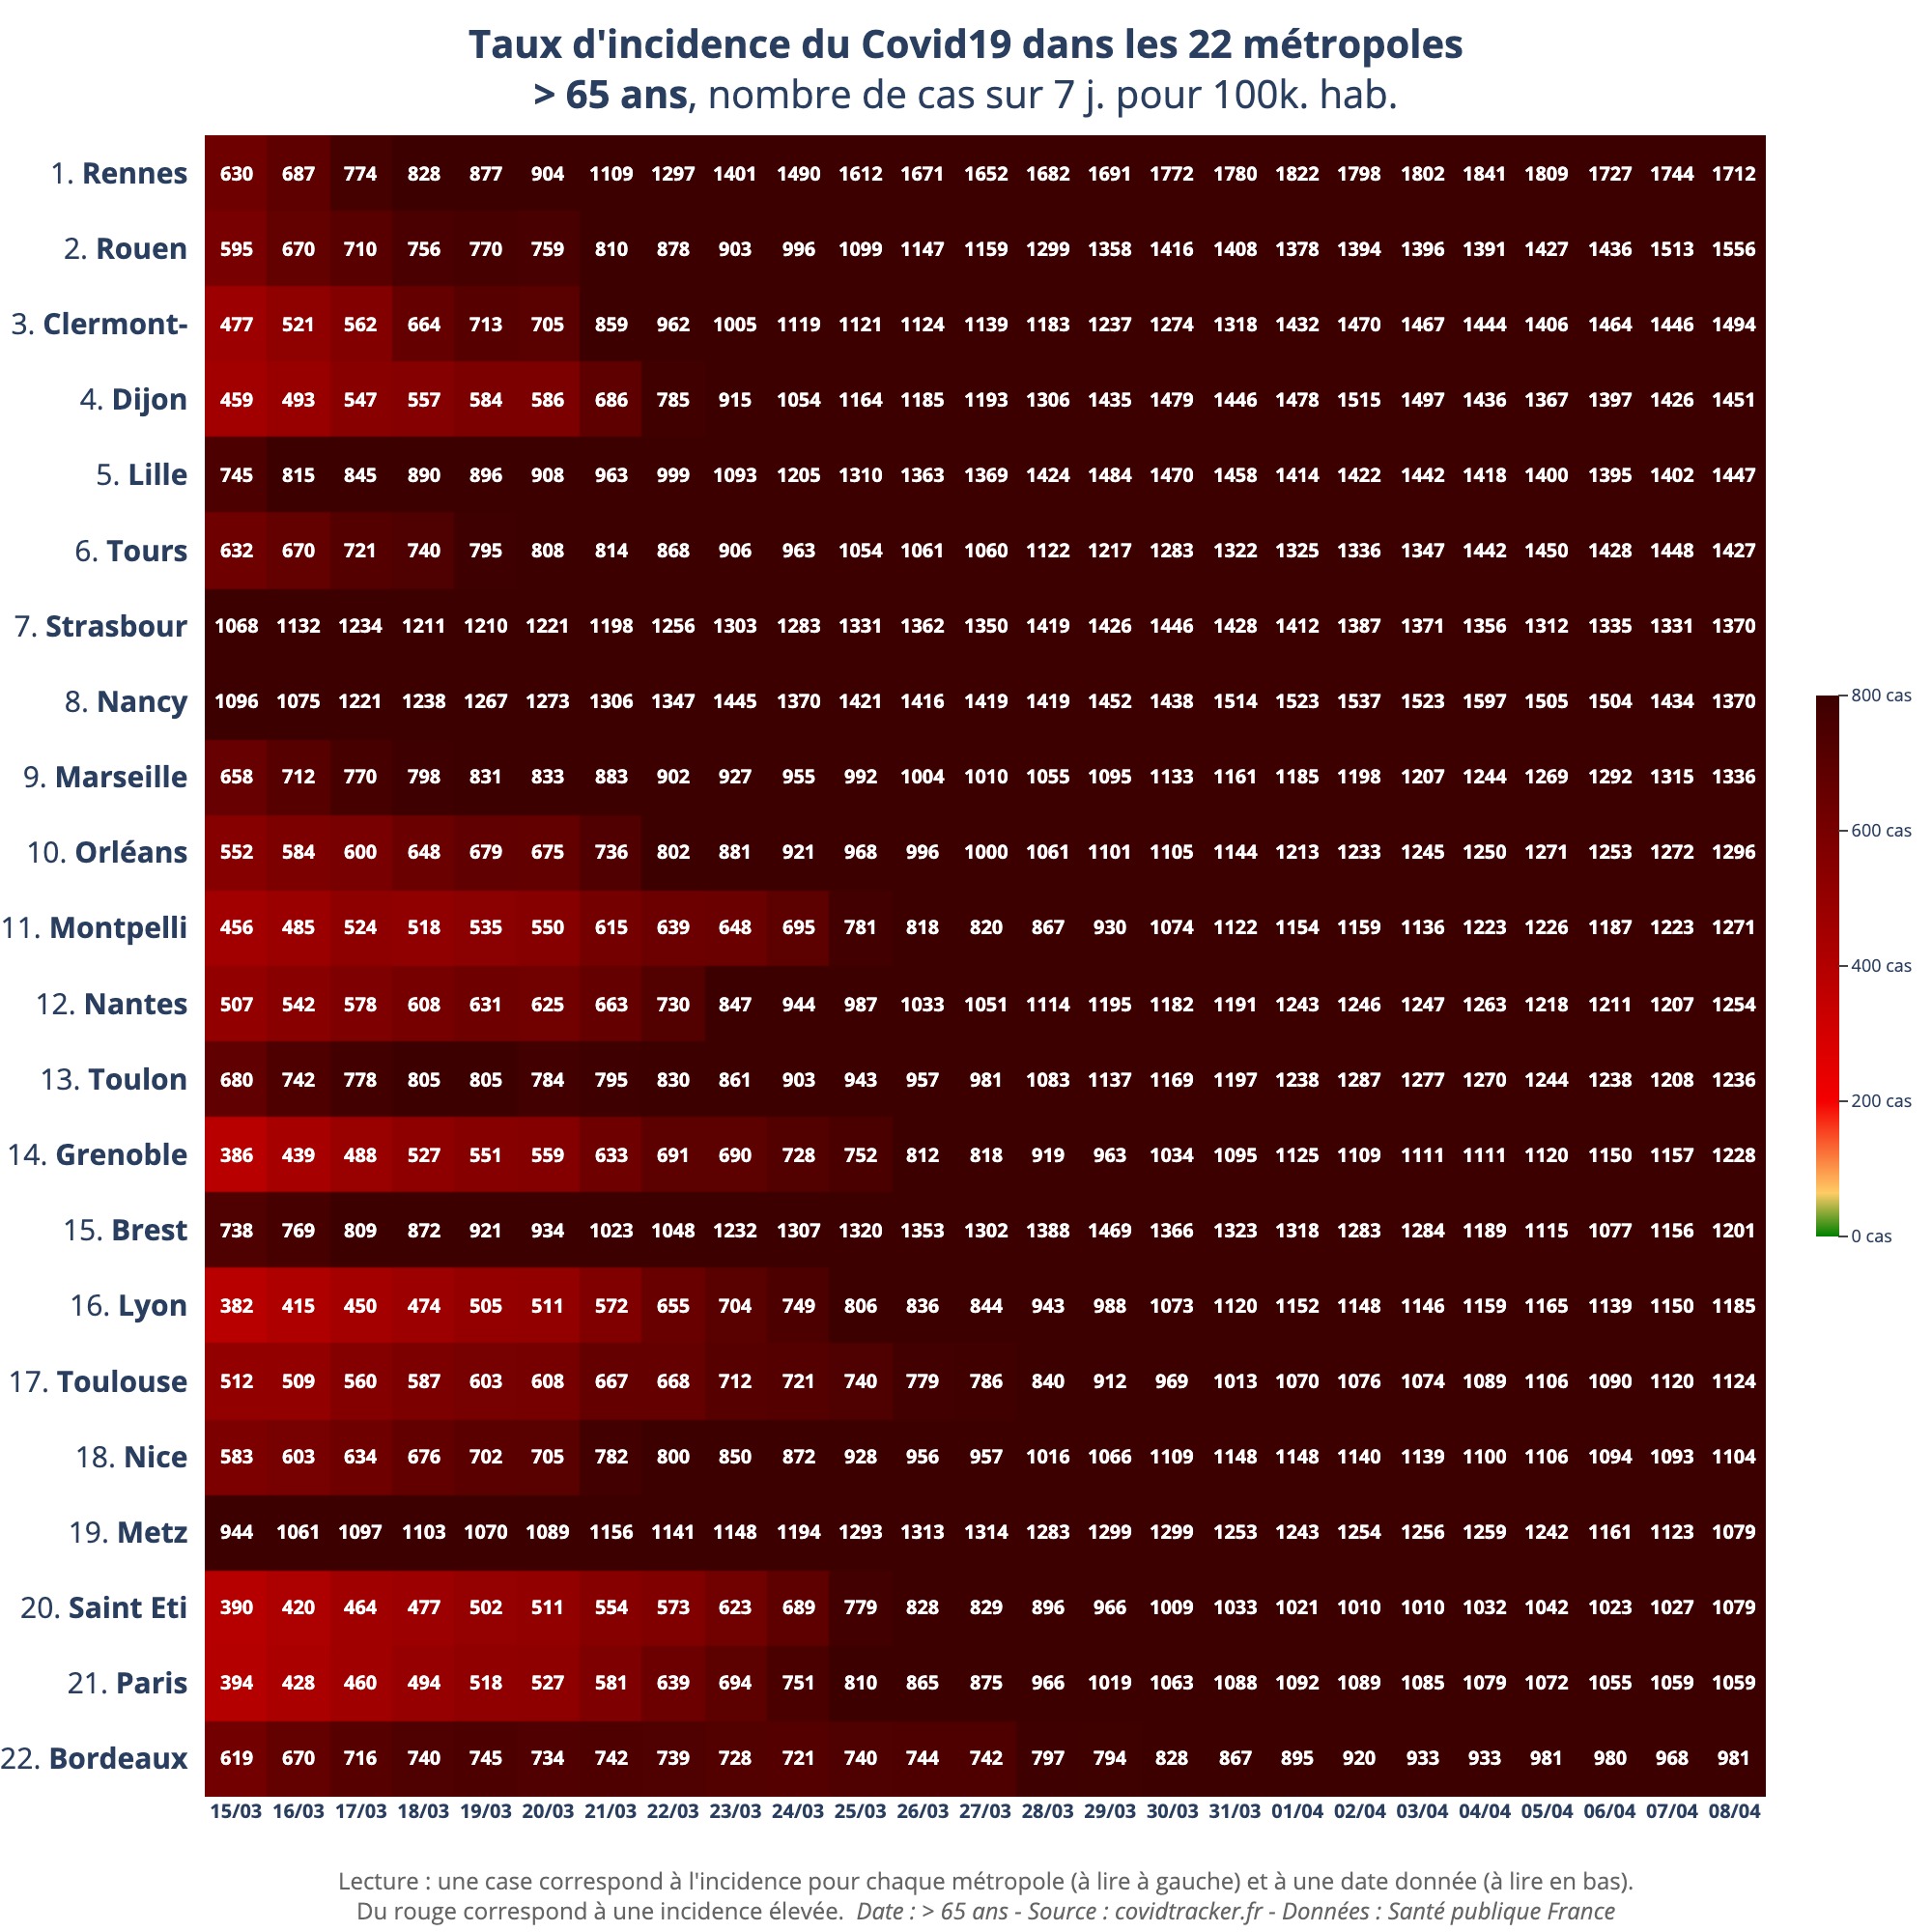 Taux d'incidence du Covid19 dans les 22 métropoles
> 65 ans, nombre de cas sur 7 j. pour 100k. hab.
1. Rennes 630 687 774 828 877 904 1109 1297 1401 1490 1612 1671 1652 1682 1691 1772 1780 1822 1798 1802 1841 1809 1727 1744 1712
2. Rouen 595 670 710 756 770 759 810 878 903 996 1099 1147 1159 1299 1358 1416 1408 1378 1394 1396 1391 1427 1436 1513 1556
3. Clermont- 477 521 562 664 713 705 859 962 1005 1119 1121 1124 1139 1183 1237 1274 1318 1432 1470 1467 1444 1406 1464 1446 1494
4. Dijon 459 493 547 557 584 586 686 785 915 1054 1164 1185 1193 1306 1435 1479 1446 1478 1515 1497 1436 1367 1397 1426 1451
5. Lille 745 815 845 890 896 908 963 999 1093 1205 1310 1363 1369 1424 1484 1470 1458 1414 1422 1442 1418 1400 1395 1402 1447
6. Tours 632 670 721 740 795 808 814 868 906 963 1054 1061 1060 1122 1217 1283 1322 1325 1336 1347 1442 1450 1428 1448 1427
7. Strasbour 1068 1132 1234 1211 1210 1221 1198 1256 1303 1283 1331 1362 1350 1419 1426 1446 1428 1412 1387 1371 1356 1312 1335 1331 1370
8. Nancy 1096 1075 1221 1238 1267 1273 1306 1347 1445 1370 1421 1416 1419 1419 1452 1438 1514 1523 1537 1523 1597 1505 1504 1434 1370
9. Marseille 658 712 770 798 831 833 883 902 927 955 992 1004 1010 1055 1095 1133 1161 1185 1198 1207 1244 1269 1292 1315 1336
10. Orléans 552 584 600 648 679 675 736 802 881 921 968 996 1000 1061 1101 1105 1144 1213 1233 1245 1250 1271 1253 1272 1296
11. Montpelli 456 485 524 518 535 550 615 639 648 695 781 818 820 867 930 1074 1122 1154 1159 1136 1223 1226 1187 1223 1271
12. Nantes 507 542 578 608 631 625 663 730 847 944 987 1033 1051 1114 1195 1182 1191 1243 1246 1247 1263 1218 1211 1207 1254
13. Toulon 680 742 778 805 805 784 795 830 861 903 943 957 981 1083 1137 1169 1197 1238 1287 1277 1270 1244 1238 1208 1236
14. Grenoble 386 439 488 527 551 559 633 691 690 728 752 812 818 919 963 1034 1095 1125 1109 1111 1111 1120 1150 1157 1228
15. Brest 738 769 809 872 921 934 1023 1048 1232 1307 1320 1353 1302 1388 1469 1366 1323 1318 1283 1284 1189 1115 1077 1156 1201
16. Lyon 382 415 450 474 505 511 572 655 704 749 806 836 844 943 988 1073 1120 1152 1148 1146 1159 1165 1139 1150 1185
17. Toulouse 512 509 560 587 603 608 667 668 712 721 740 779 786 840 912 969 1013 1070 1076 1074 1089 1106 1090 1120 1124
18. Nice 583 603 634 676 702 705 782 800 850 872 928 956 957 1016 1066 1109 1148 1148 1140 1139 1100 1106 1094 1093 1104
19. Metz 944 1061 1097 1103 1070 1089 1156 1141 1148 1194 1293 1313 1314 1283 1299 1299 1253 1243 1254 1256 1259 1242 1161 1123 1079
20. Saint Eti 390 420 464 477 502 511 554 573 623 689 779 828 829 896 966 1009 1033 1021 1010 1010 1032 1042 1023 1027 1079
21. Paris 394 428 460 494 518 527 581 639 694 751 810 865 875 966 1019 1063 1088 1092 1089 1085 1079 1072 1055 1059 1059
22. Bordeaux 619 670 716 740 745 734 742 739 728 721 740 744 742 797 794 828 867 895 920 933 933 981 980 968 981
15/03 16/03 17/03 18/03 19/03 20/03 21/03 22/03 23/03 24/03 25/03 26/03 27/03 28/03 29/03 30/03 31/03 01/04 02/04 03/04 04/04 05/04 06/04 07/04 08/04
800 cas
600 cas
400 cas
200 cas
0 cas
Lecture : une case correspond à l'incidence pour chaque métropole (à lire à gauche) et à une date donnée (à lire en bas).
Du rouge correspond à une incidence élevée. Date : > 65 ans - Source : covidtracker.fr - Données : Santé publique France